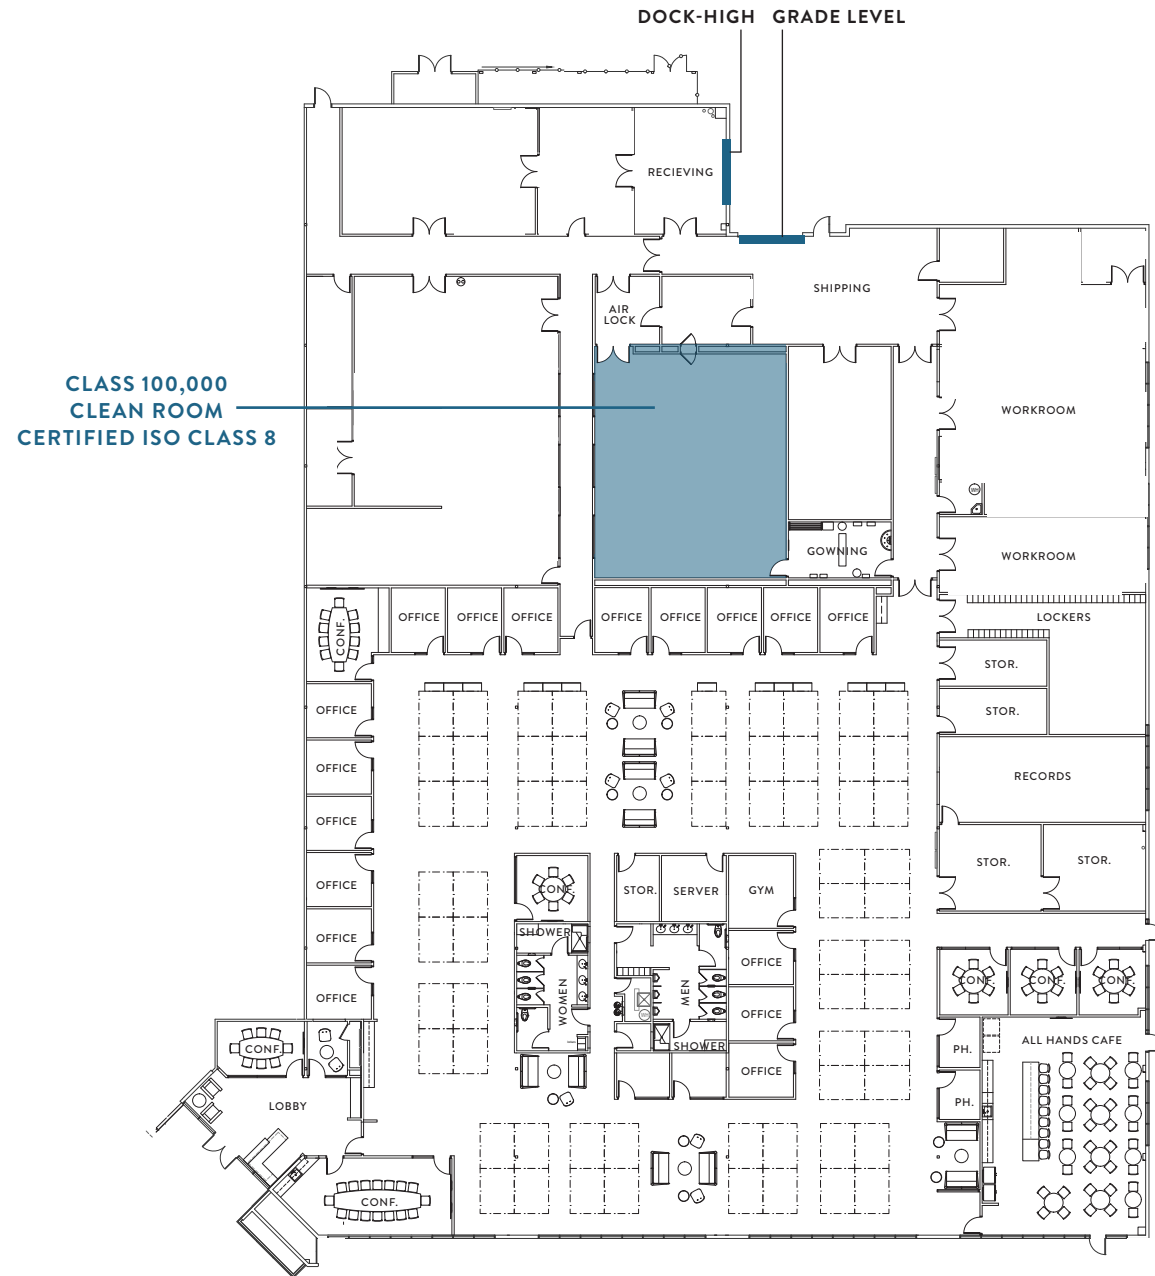 DOCK-HIGH GRADE LEVEL
RECIEVING
SHIPPING
AIR
LOCK
CLASS 100,000
CLEAN ROOM
CERTIFIED ISO CLASS 8
WORKROOM
WH
GOWNING
WORKROOM
CONF.
OFFICE
OFFICE
OFFICE
OFFICE
OFFICE
OFFICE
OFFICE
OFFICE
LOCKERS
STOR.
STOR.
OFFICE
OFFICE
OFFICE
OFFICE
OFFICE
OFFICE
RECORDS
STOR.
STOR.
CONF.
STOR.
SERVER
GYM
SHOWER
WOMEN
MEN
WH
SHOWER
OFFICE
OFFICE
OFFICE
CONF.
CONF.
CONF.
PH.
PH.
ALL HANDS CAFE
CONF.
LOBBY
CONF.